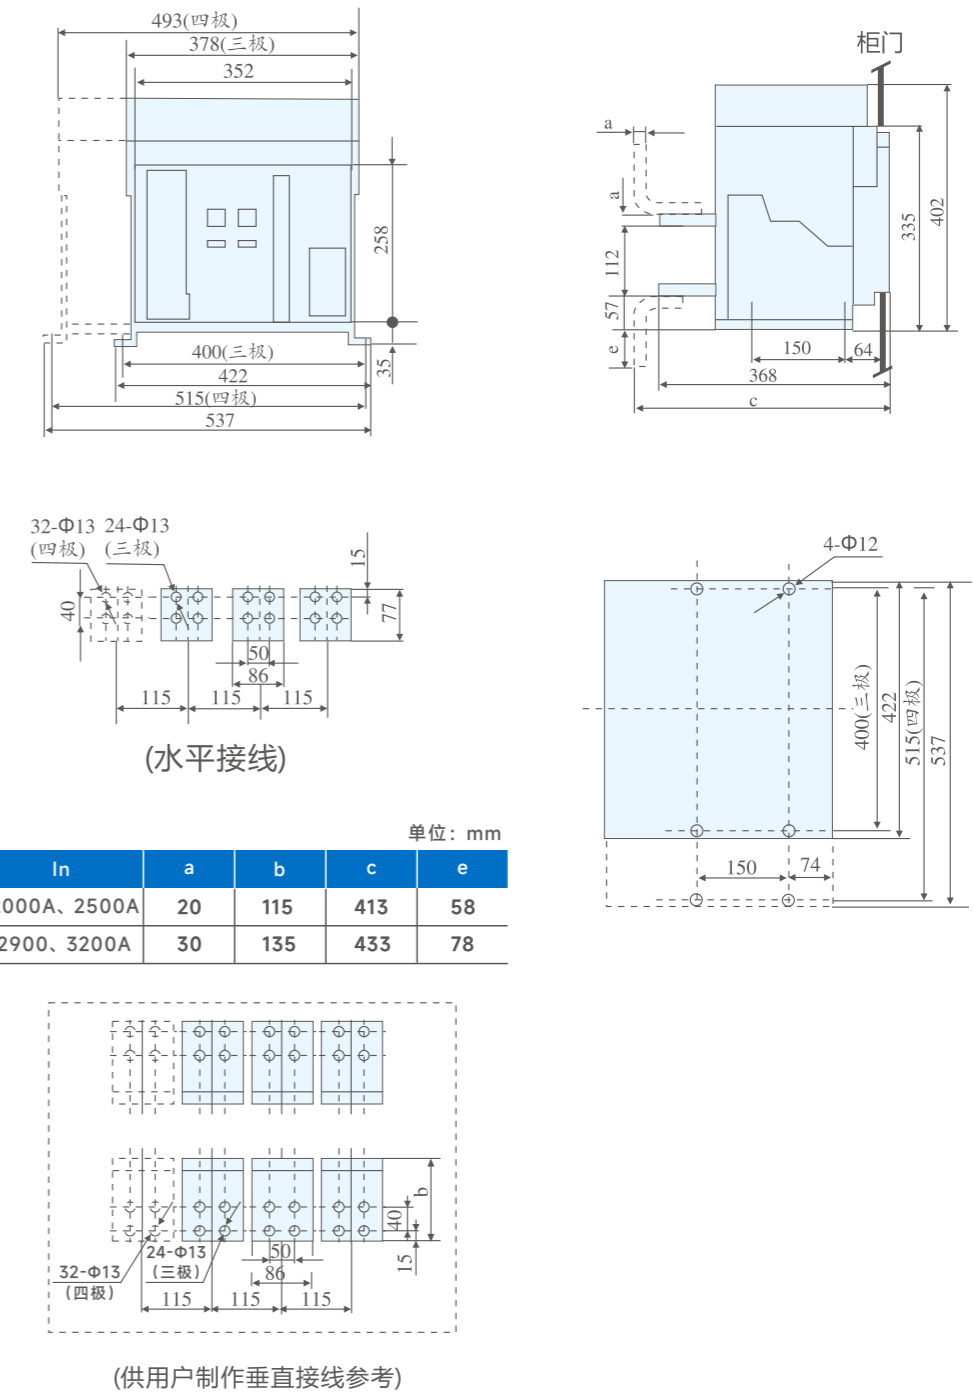 493(四极)
378(三极)
352
258
35
400(三极)
422
515(四极)
537
柜门
a
a
112
57
e
335
402
150
64
368
c
32-Φ13 24-Φ13
(四极) (三极)
40
15
77
50
86
115 115 115
(水平接线)
4-Φ12
400(三极)
422
515(四极)
537
150 74
单位：mm
In a b c e
000A、2500A 20 115 413 58
2900、3200A 30 135 433 78
b
40
15
50
86
24-Φ13
(三极)
32-Φ13
(四极)
115 115 115
(供用户制作垂直接线参考)